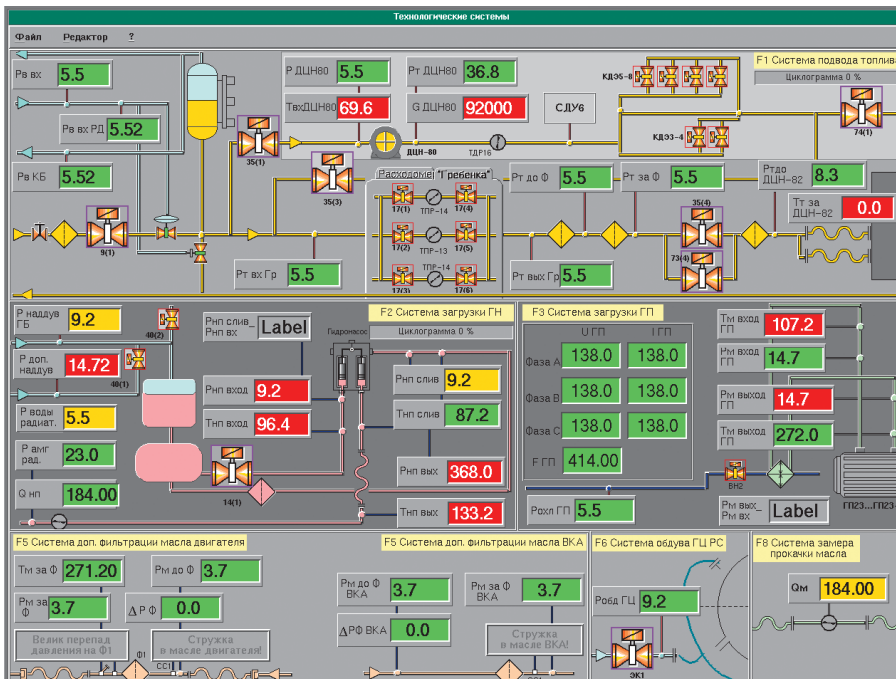 Технологические системы
Файл Редактор ?
Рв вх 5.5
Рв вх РД 5.52
Рв КБ 5.52
9(1)
35(1)
35(3)
Р ДЦН80 5.5
Рт ДЦН80 36.8
ТвхДЦН80 69.6
G ДЦН80 92000
СДУ6
ДЦН-80
ТДР16
КДЭ5-8
КДЭ3-4
F1 Система подвода топлива
Циклограмма 0 %
74(1)
Расходоме "Гребенка"
17(1) ТПР-14 17(4)
17(2) ТПР-13 17(5)
17(3) ТПР-14 17(6)
Рт вх Гр 5.5
Рт до Ф 5.5
Рт за Ф 5.5
Рт вых Гр 5.5
35(4)
73(4)
Ртдо
ДЦН-82 8.3
Тт за
ДЦН-82 0.0
Р наддув
ГБ 9.2
40(2)
Р доп.
наддув 14.72
40(1)
Р воды
радиат. 5.5
Р амг
рад. 23.0
Q нп 184.00
14(1)
Рнп слив_
Рнп вх Label
Рнп вход 9.2
Тнп вход 96.4
Гидронасос
F2 Система загрузки ГН
Циклограмма 0 %
Рнп слив 9.2
Тнп слив 87.2
Рнп вых 368.0
Тнп вых 133.2
F3 Система загрузки ГП
U ГП I ГП
Фаза А 138.0 138.0
Фаза В 138.0 138.0
Фаза С 138.0 138.0
F ГП 414.00
Рохл ГП 5.5
Тм вход
ГП 107.2
Рм вход
ГП 14.7
Рм выход
ГП 14.7
Тм выход
ГП 272.0
ВН2
Рм вых_
Рм вх Label
ГП23...ГП23-
F5 Система доп. фильтрации масла двигателя
Тм за Ф 271.20
Рм до Ф 3.7
Рм за
Ф 3.7
Δ Р Ф 0.0
Велик перепад
давления на Ф1
Стружка
в масле двигателя!
Ф1
СС1
F5 Система доп. фильтрации масла ВКА
Рм до Ф
ВКА 3.7
Рм за Ф
ВКА 3.7
ΔРФ ВКА 0.0
Стружка
в масле ВКА!
СС1
F6 Система обдува ГЦ РС
Робд ГЦ 9.2
ЭК1
F8 Система замера
прокачки масла
Qм 184.00